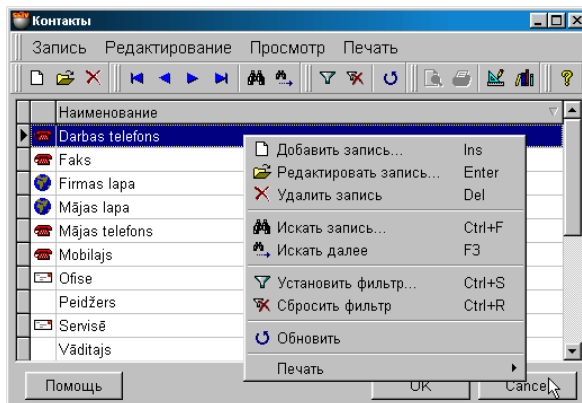 Контакты
Запись Редактирование Просмотр Печать
Наименование
Darbas telefons
Faks
Firmas lapa
Mājas lapa
Mājas telefons
Mobilajs
Ofise
Peidžers
Servisē
Vāditajs
Добавить запись... Ins
Редактировать запись... Enter
Удалить запись Del
Искать запись... Ctrl+F
Искать далее F3
Установить фильтр... Ctrl+S
Сбросить фильтр Ctrl+R
Обновить
Печать
Помощь OK Cancel